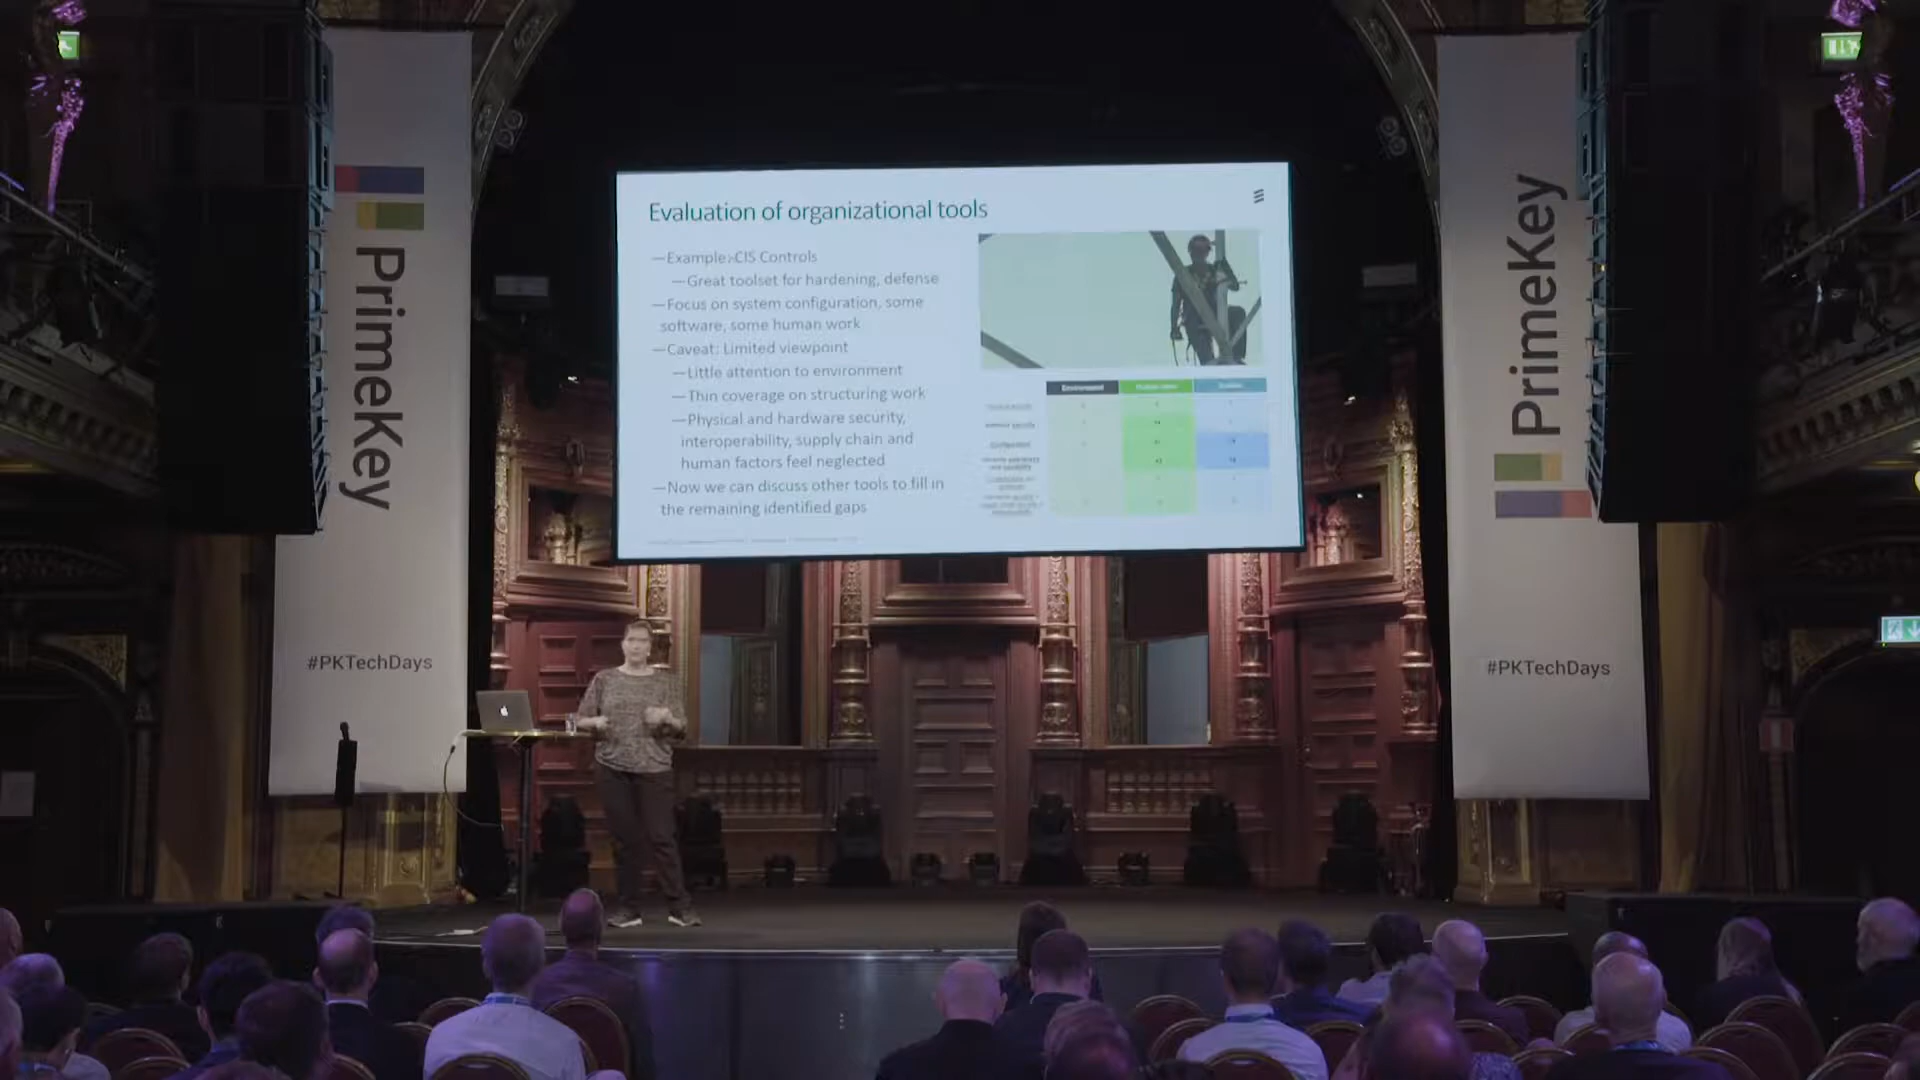 PrimeKey
#PKTechDays
Evaluation of organizational tools
—Example: CIS Controls
—Great toolset for hardening, defense
—Focus on system configuration, some
software, some human work
—Caveat: Limited viewpoint
—Little attention to environment
—Thin coverage on structuring work
—Physical and hardware security,
interoperability, supply chain and
human factors feel neglected
—Now we can discuss other tools to fill in
the remaining identified gaps
Environment
PrimeKey
#PKTechDays